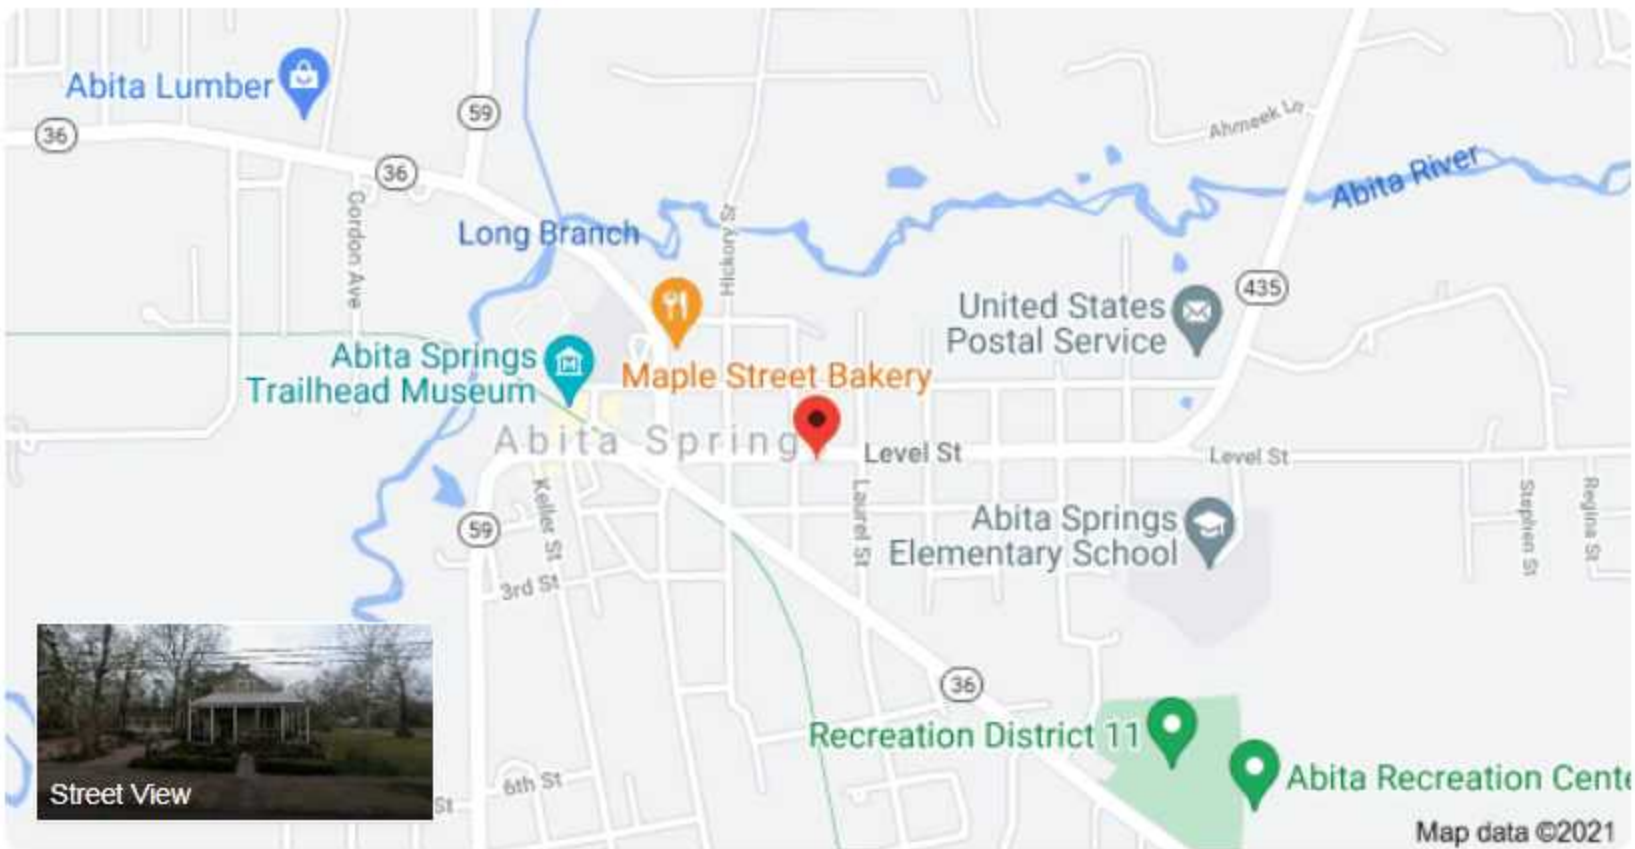 Abita Lumber
59
36
36
Ahmeek Ln
Abita River
Gordon Ave
Long Branch
Hickory St
435
United States
Postal Service
Abita Springs
Trailhead Museum
Maple Street Bakery
Abita Spring
Level St
Level St
Keller St
Laurel St
59
Abita Springs
Elementary School
Stephen St
Regina St
3rd St
36
Recreation District 11
Abita Recreation Cente
6th St
St
Street View
Map data ©2021